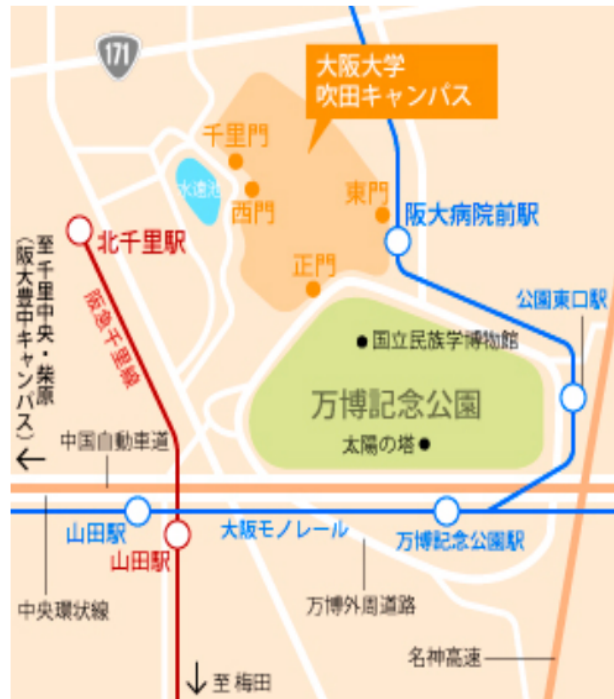 171
大阪大学
吹田キャンパス
千里門
水遠池
西門
東門
阪大病院前駅
北千里駅
正門
公園東口駅
至千里中央・柴原
(阪大豊中キャンパス)
阪急千里線
国立民族学博物館
万博記念公園
太陽の塔
中国自動車道
山田駅
大阪モノレール
万博記念公園駅
山田駅
中央環状線
万博外周道路
名神高速
至 梅田